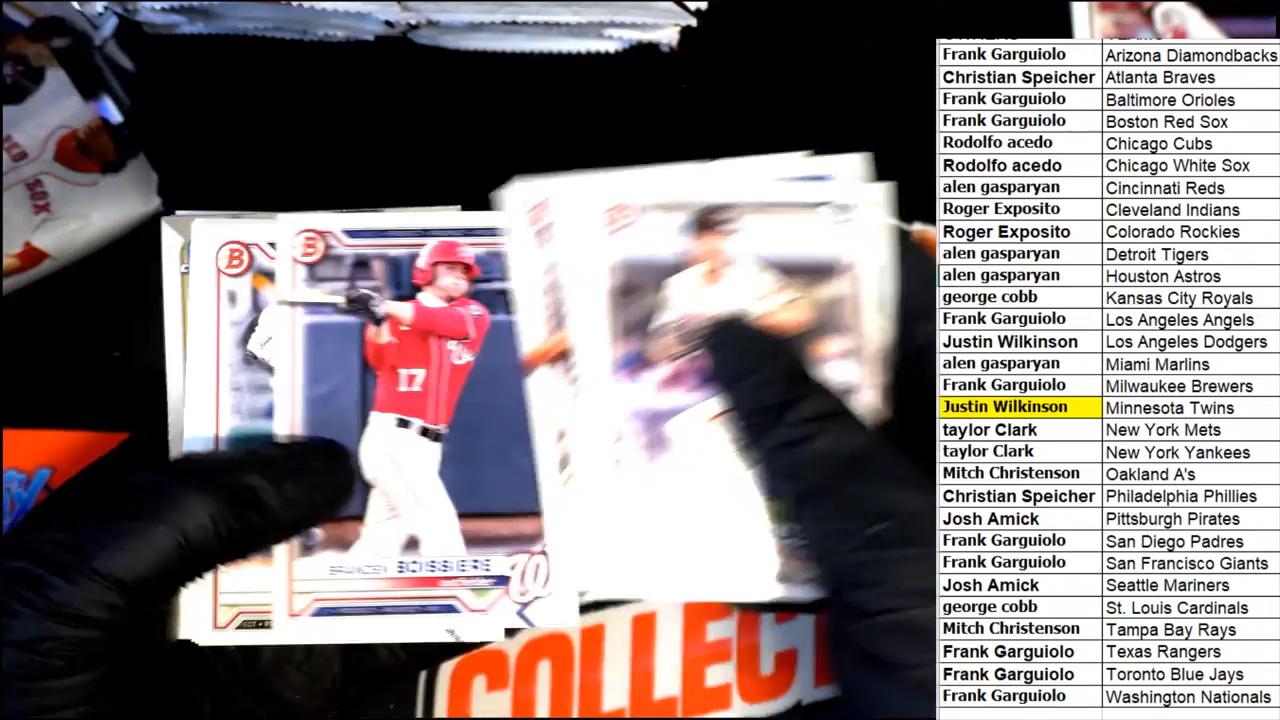 Frank Garguiolo Arizona Diamondbacks
Christian Speicher Atlanta Braves
Frank Garguiolo Baltimore Orioles
Frank Garguiolo Boston Red Sox
Rodolfo acedo Chicago Cubs
Rodolfo acedo Chicago White Sox
alen gasparyan Cincinnati Reds
Roger Exposito Cleveland Indians
Roger Exposito Colorado Rockies
alen gasparyan Detroit Tigers
alen gasparyan Houston Astros
george cobb Kansas City Royals
Frank Garguiolo Los Angeles Angels
Justin Wilkinson Los Angeles Dodgers
alen gasparyan Miami Marlins
Frank Garguiolo Milwaukee Brewers
Justin Wilkinson Minnesota Twins
taylor Clark New York Mets
taylor Clark New York Yankees
Mitch Christenson Oakland A's
Christian Speicher Philadelphia Phillies
Josh Amick Pittsburgh Pirates
Frank Garguiolo San Diego Padres
Frank Garguiolo San Francisco Giants
Josh Amick Seattle Mariners
george cobb St. Louis Cardinals
Mitch Christenson Tampa Bay Rays
Frank Garguiolo Texas Rangers
Frank Garguiolo Toronto Blue Jays
Frank Garguiolo Washington Nationals
RED
SOX
B
B
17
BOSSIERE
W
COLLECT